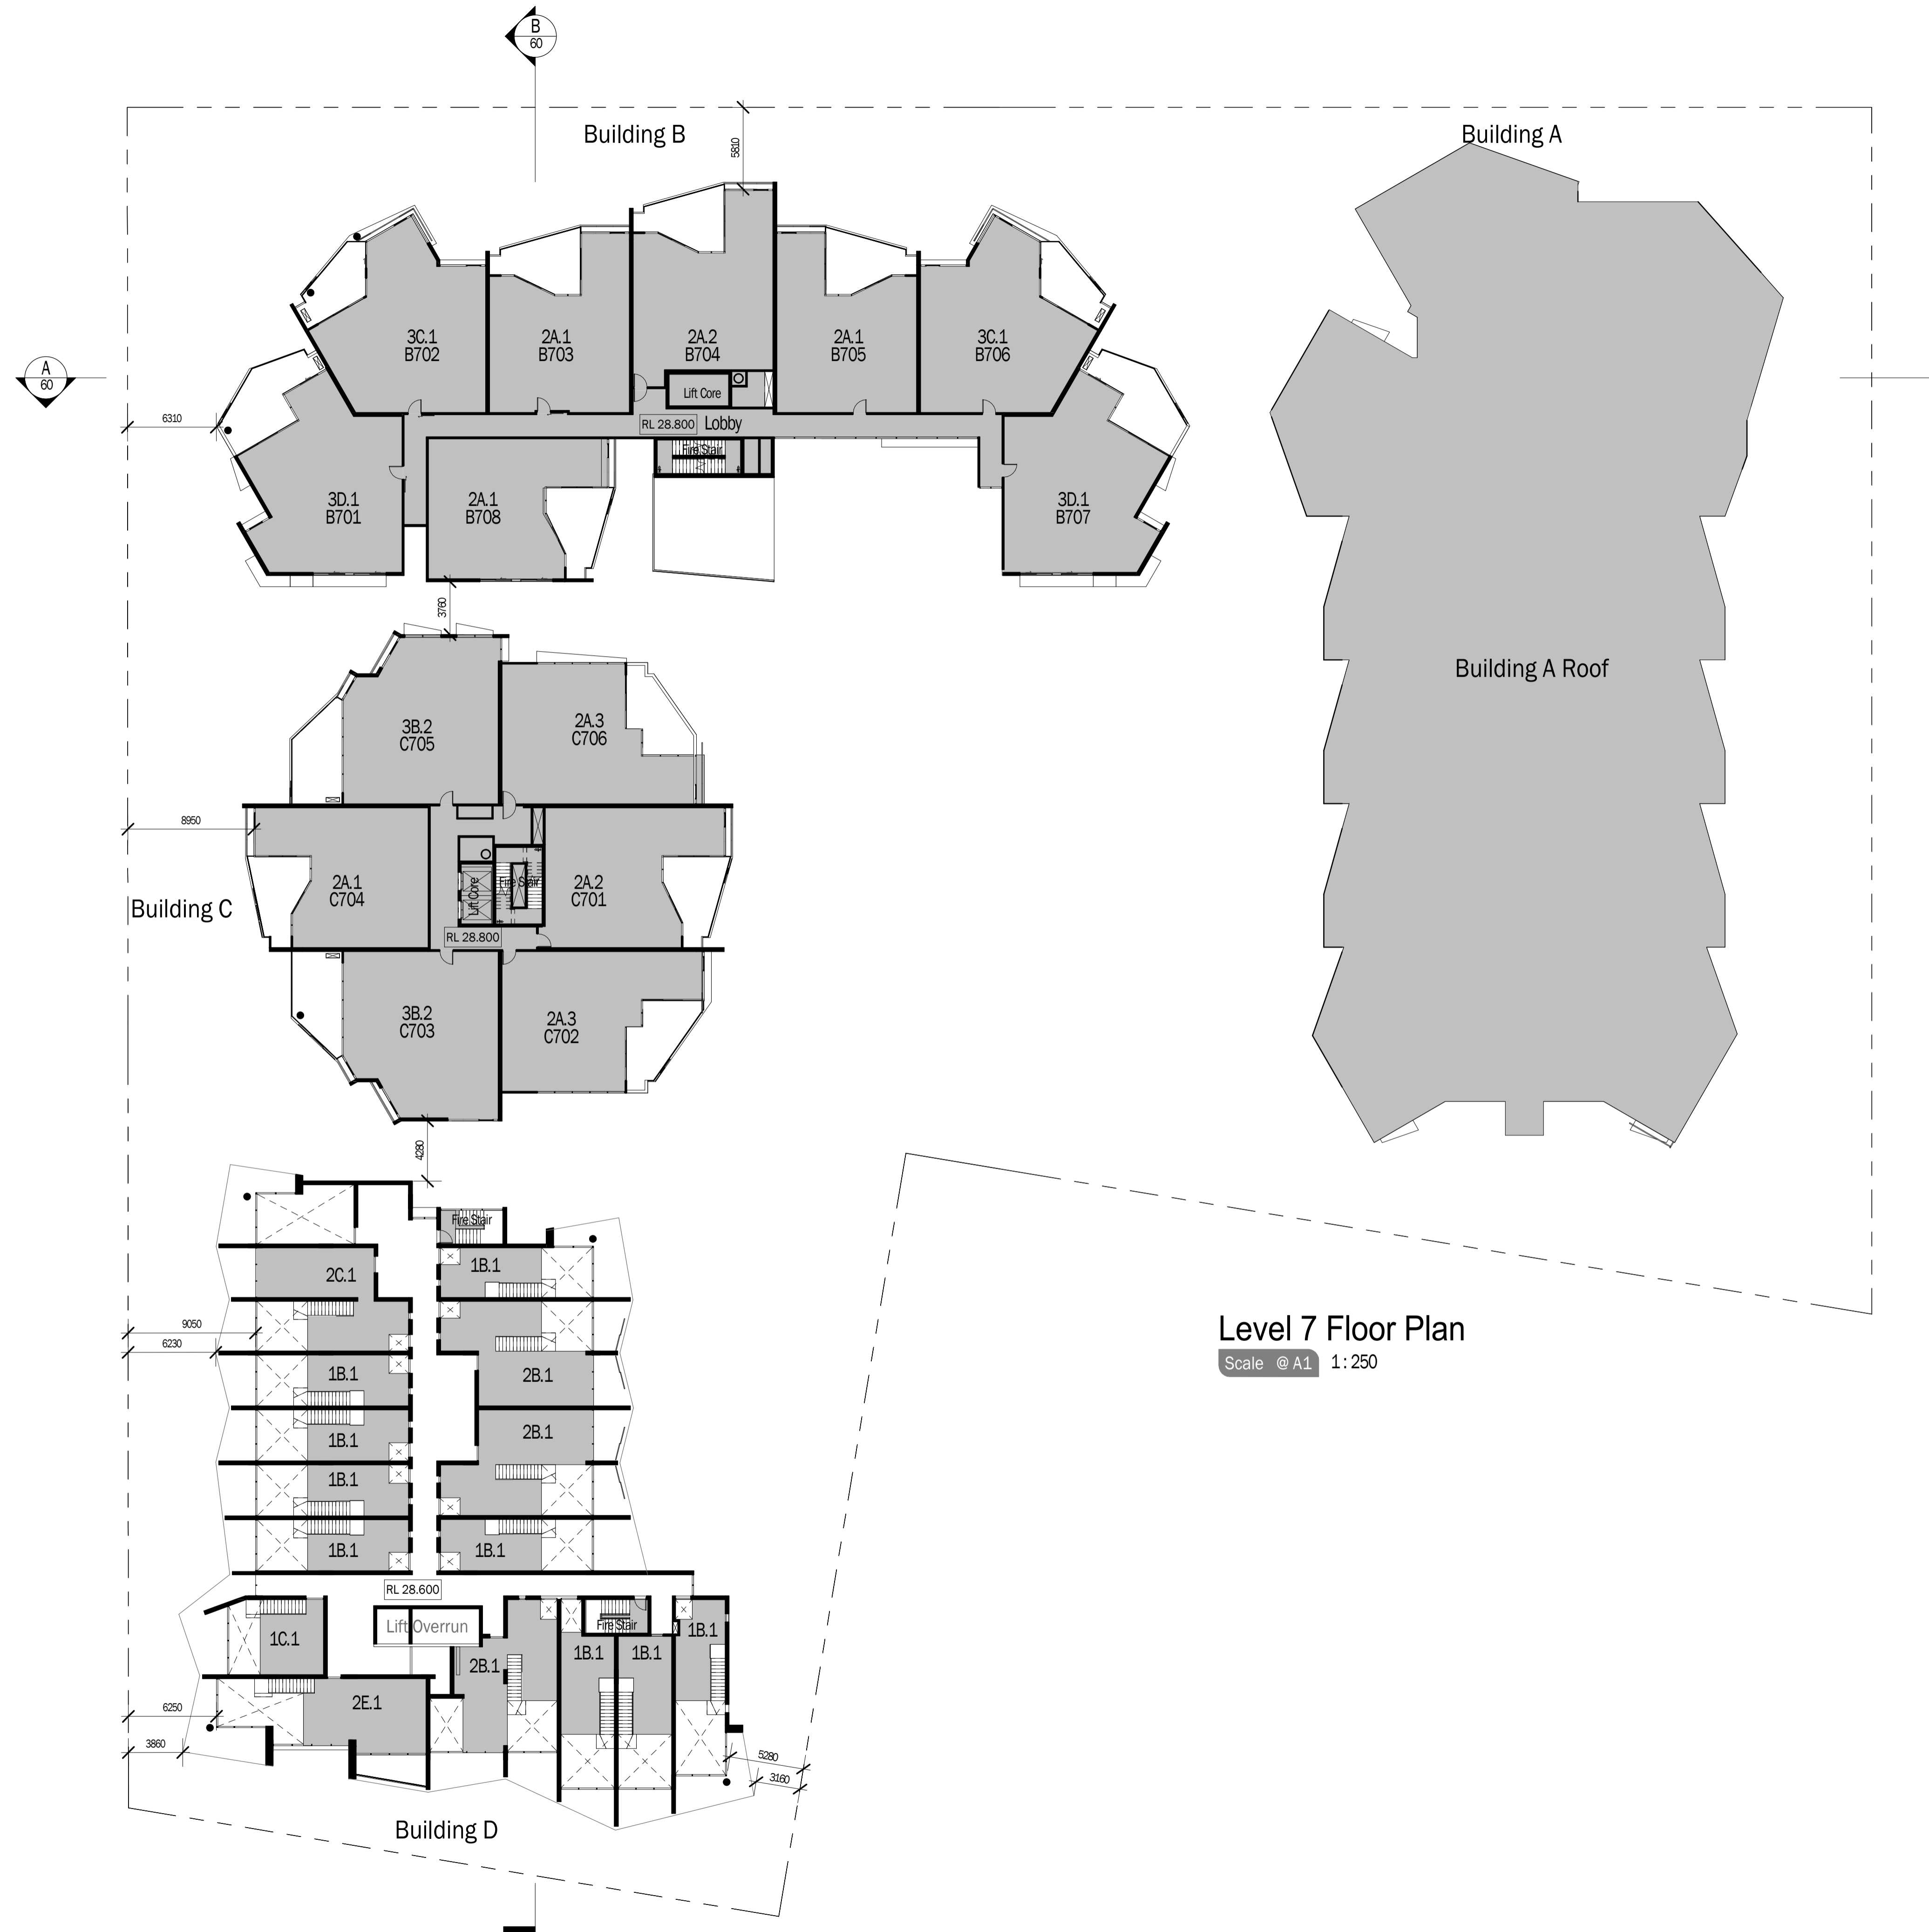 B
60
Building B
Building A
5810
A
60
3C.1
B702
2A.1
B703
2A.2
B704
2A.1
B705
3C.1
B706
Lift Core
6310
RL 28.800
Lobby
Fire Stair
3D.1
B701
2A.1
B708
3D.1
B707
3760
Building A Roof
3B.2
C705
2A.3
C706
8950
2A.1
C704
Lift Core
Fire Stair
2A.2
C701
Building C
RL 28.800
3B.2
C703
2A.3
C702
4280
Fire Stair
2C.1
1B.1
Level 7 Floor Plan
Scale @ A1 1 : 250
9050
6230
1B.1
2B.1
1B.1
2B.1
1B.1
1B.1
1B.1
RL 28.600
Lift Overrun
Fire Stair
1C.1
2B.1
1B.1
1B.1
1B.1
2E.1
6250
3860
5280
3160
Building D